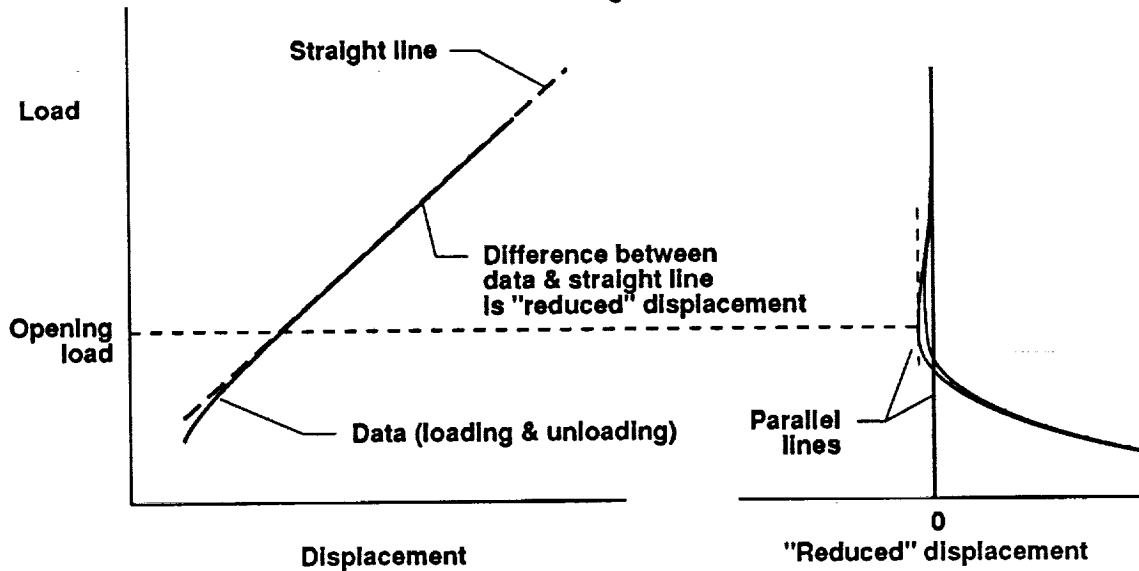 Straight line
Load
Difference between
data & straight line
is "reduced" displacement
Opening
load
Data (loading & unloading)
Parallel
lines
0
Displacement
"Reduced" displacement